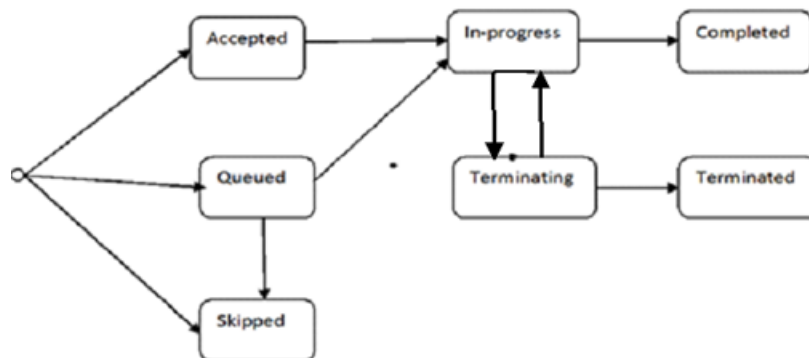 Accepted
In-progress
Completed
Queued
Terminating
Terminated
Skipped